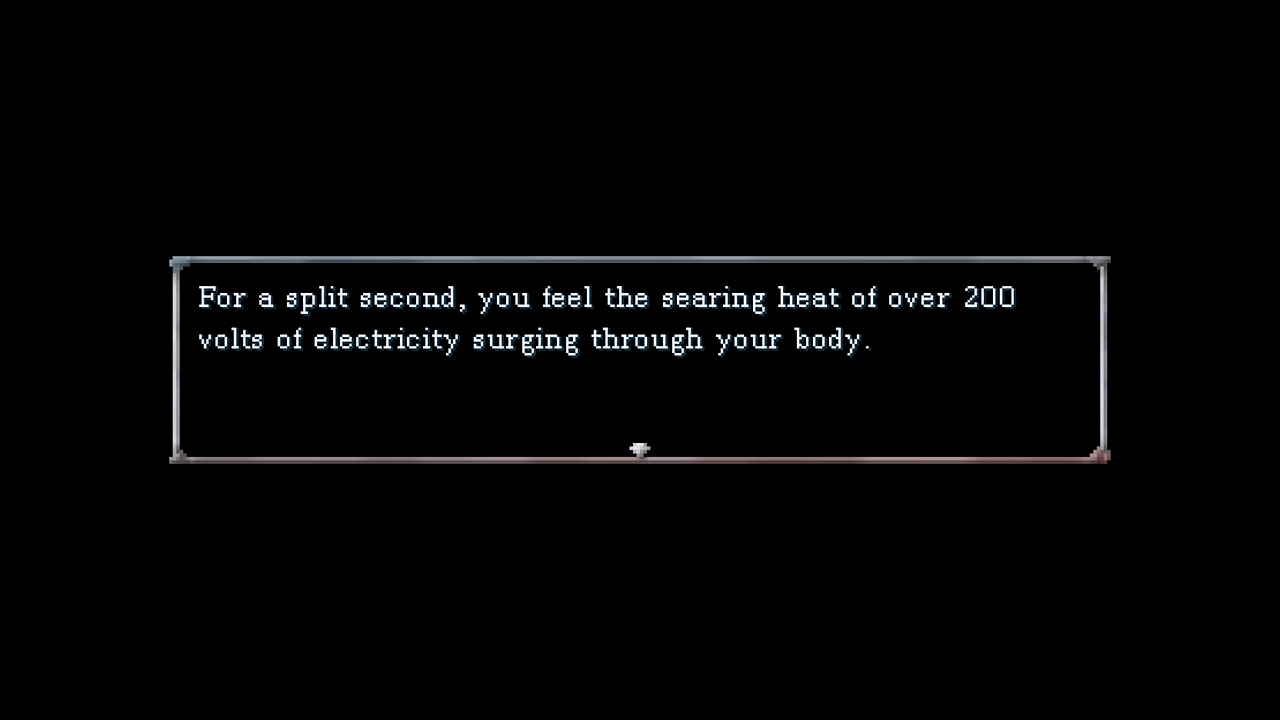 For a split second, you feel the searing heat of over 200
volts of electricity surging through your body.